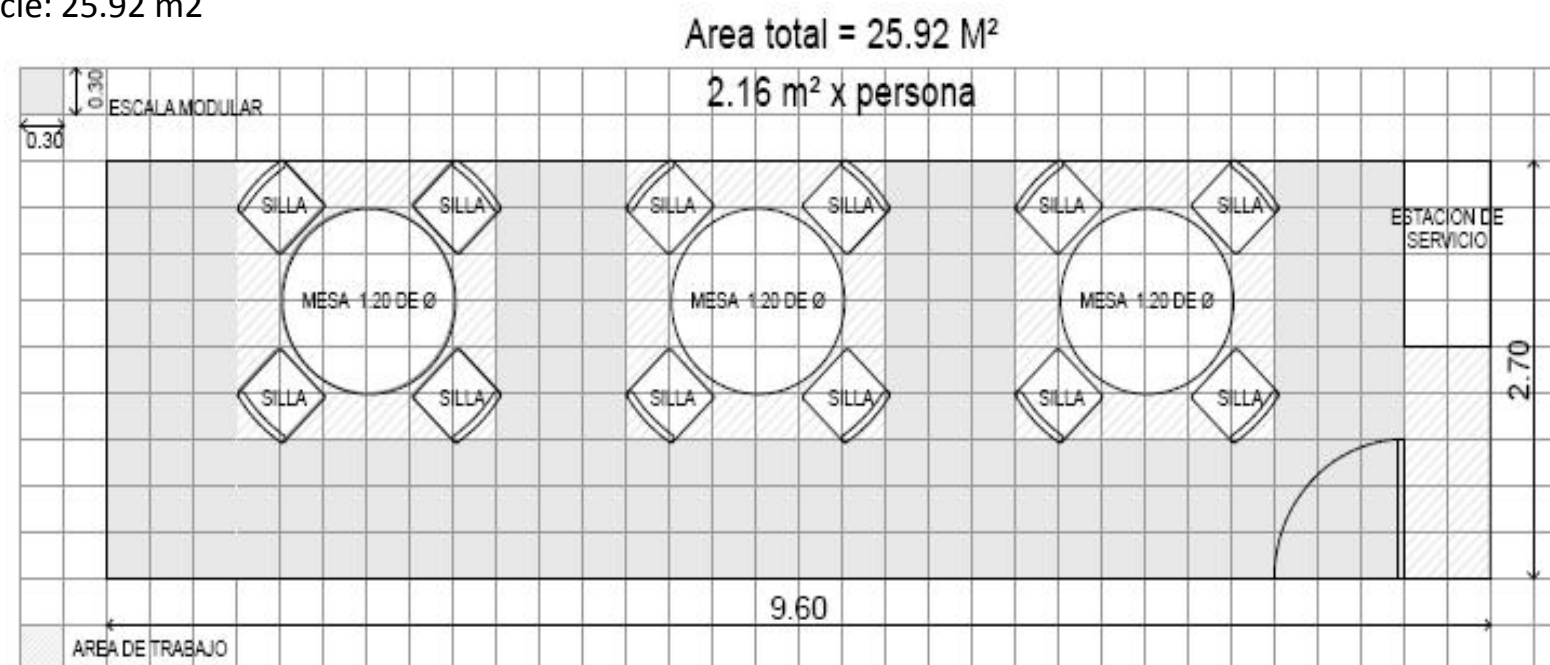 cie: 25.92 m2
Area total = 25.92 M²
2.16 m² x persona
0.30
ESCALA MODULAR
0.30
SILLA SILLA SILLA SILLA SILLA SILLA
ESTACION DE
SERVICIO
MESA 1.20 DE Ø MESA 1.20 DE Ø MESA 1.20 DE Ø
2.70
SILLA SILLA SILLA SILLA SILLA SILLA
9.60
AREA DE TRABAJO